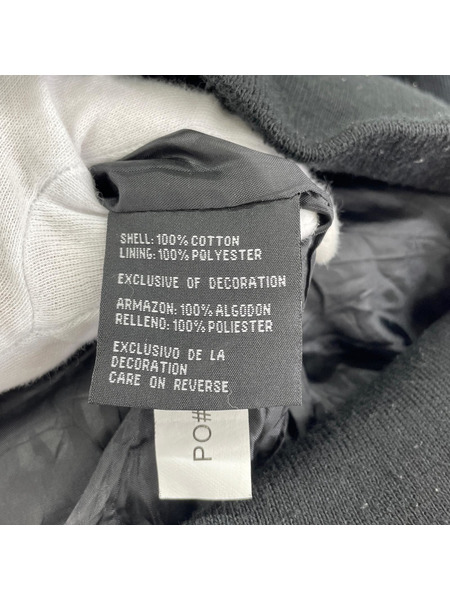 SHELL: 100% COTTON
LINING: 100% POLYESTER
EXCLUSIVE OF DECORATION
ARMAZON: 100% ALGODON
RELLEND: 100% POLIESTER
EXCLUSIVO DE LA
DECORATION
CARE ON REVERSE
PO#